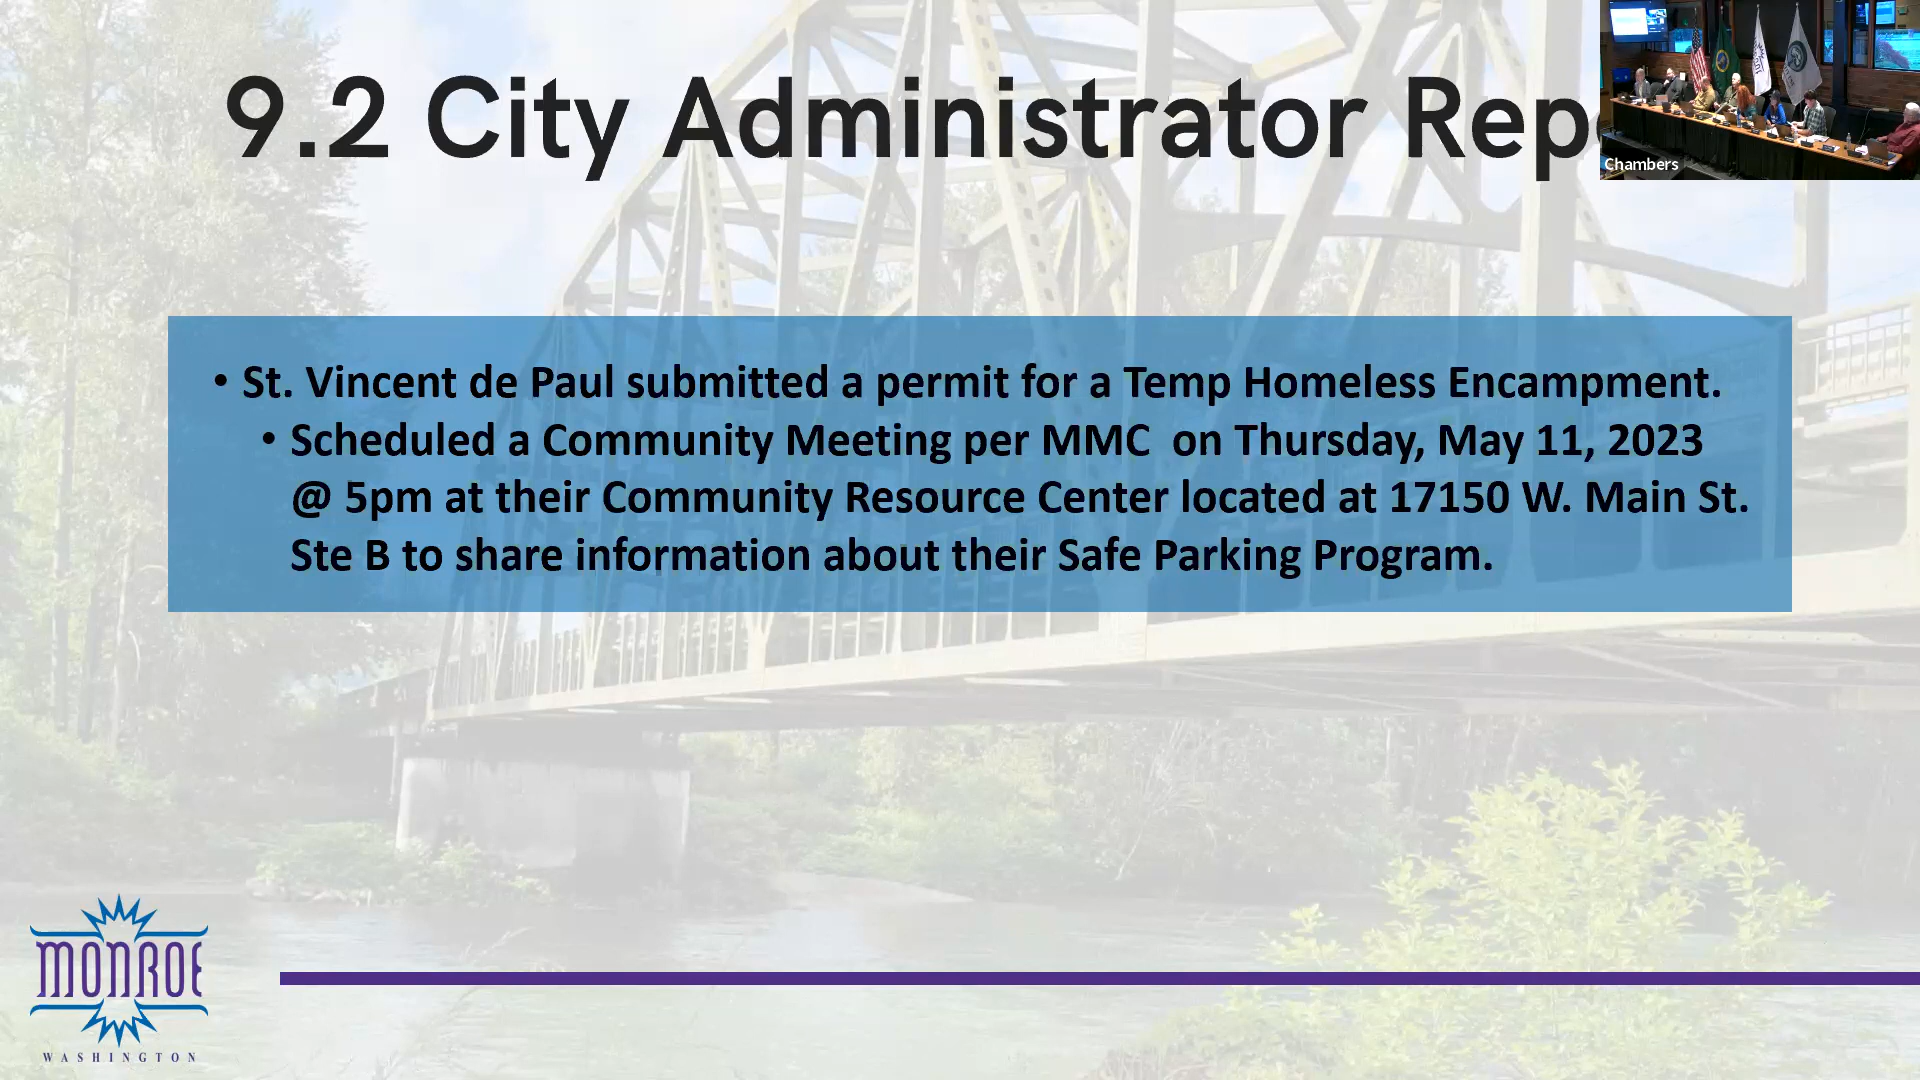 9.2 City Administrator Rep
Chambers
• St. Vincent de Paul submitted a permit for a Temp Homeless Encampment.
• Scheduled a Community Meeting per MMC  on Thursday, May 11, 2023
@ 5pm at their Community Resource Center located at 17150 W. Main St.
Ste B to share information about their Safe Parking Program.
MONROE
WASHINGTON